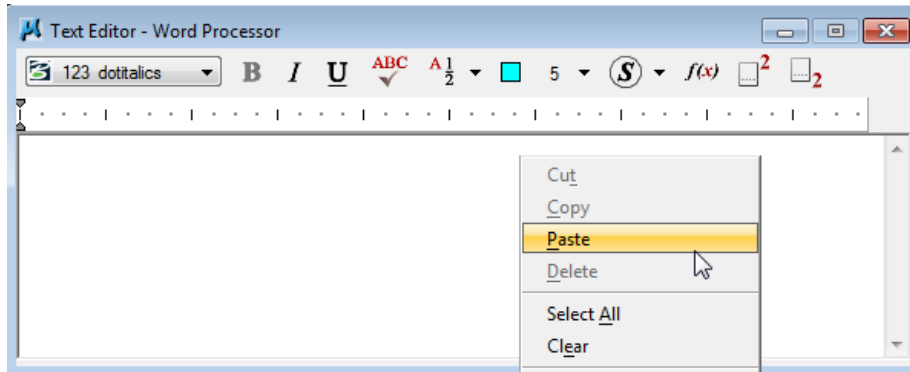 Text Editor - Word Processor
123 dotitalics B I U ABC A 1/2 5 S f(x) 2 2
Cut
Copy
Paste
Delete
Select All
Clear